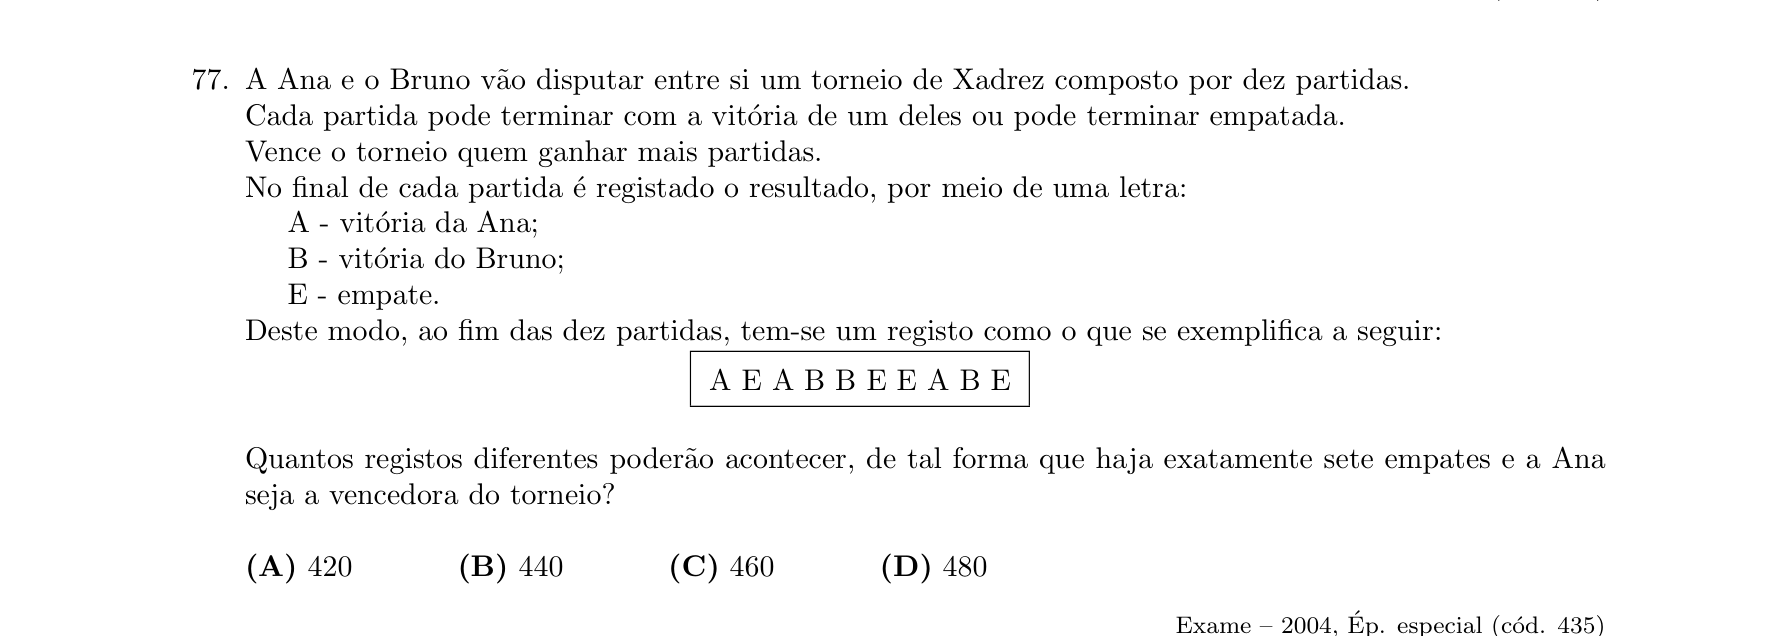 77. A Ana e o Bruno vão disputar entre si um torneio de Xadrez composto por dez partidas.
Cada partida pode terminar com a vitória de um deles ou pode terminar empatada.
Vence o torneio quem ganhar mais partidas.
No final de cada partida é registado o resultado, por meio de uma letra:
A - vitória da Ana;
B - vitória do Bruno;
E - empate.
Deste modo, ao fim das dez partidas, tem-se um registo como o que se exemplifica a seguir:
A E A B B E E A B E
Quantos registos diferentes poderão acontecer, de tal forma que haja exatamente sete empates e a Ana
seja a vencedora do torneio?
(A) 420 (B) 440 (C) 460 (D) 480
Exame – 2004, Ép. especial (cód. 435)